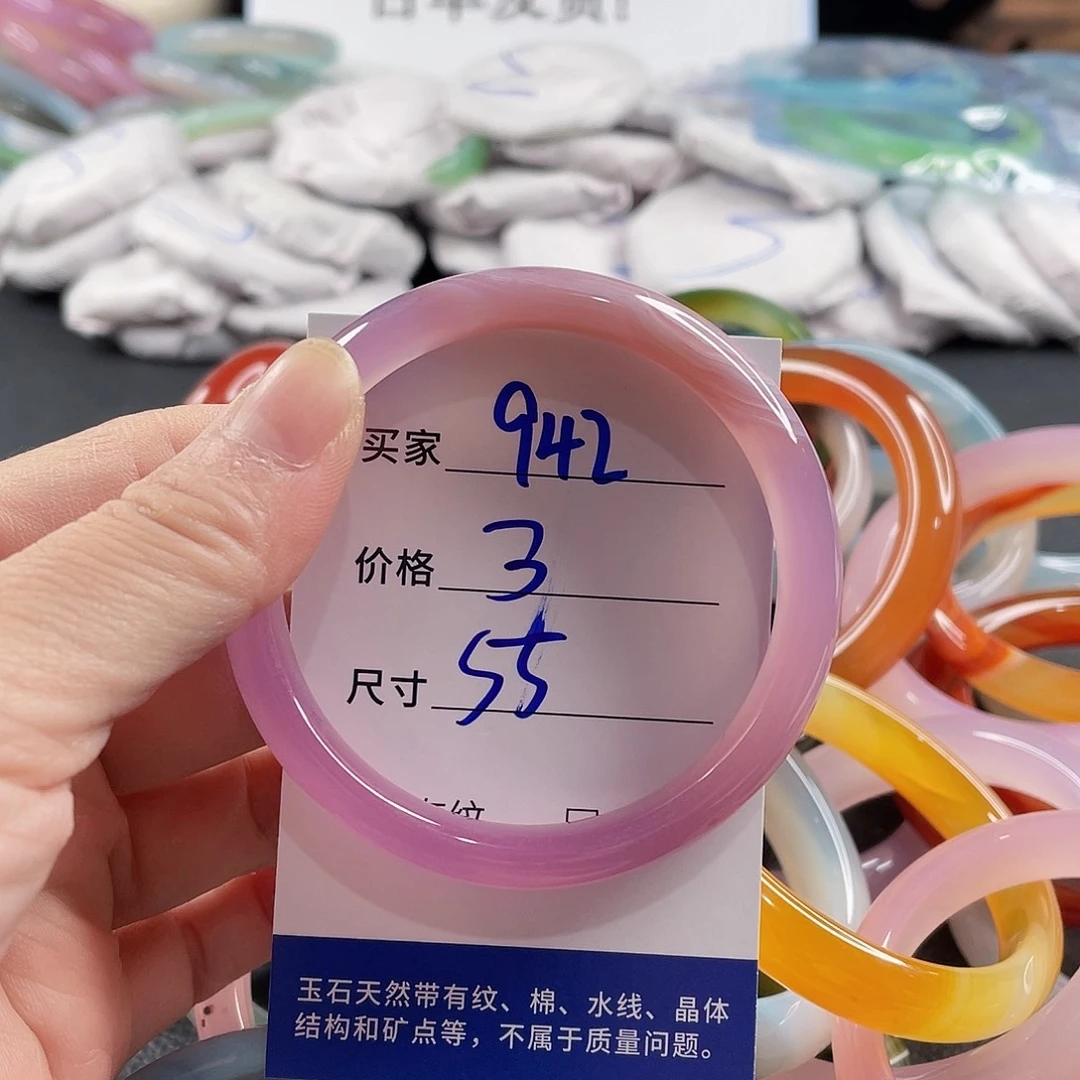 买家 942
价格 3
尺寸 55
纹
玉石天然带有纹、棉、水线、晶体
结构和矿点等，不属于质量问题。